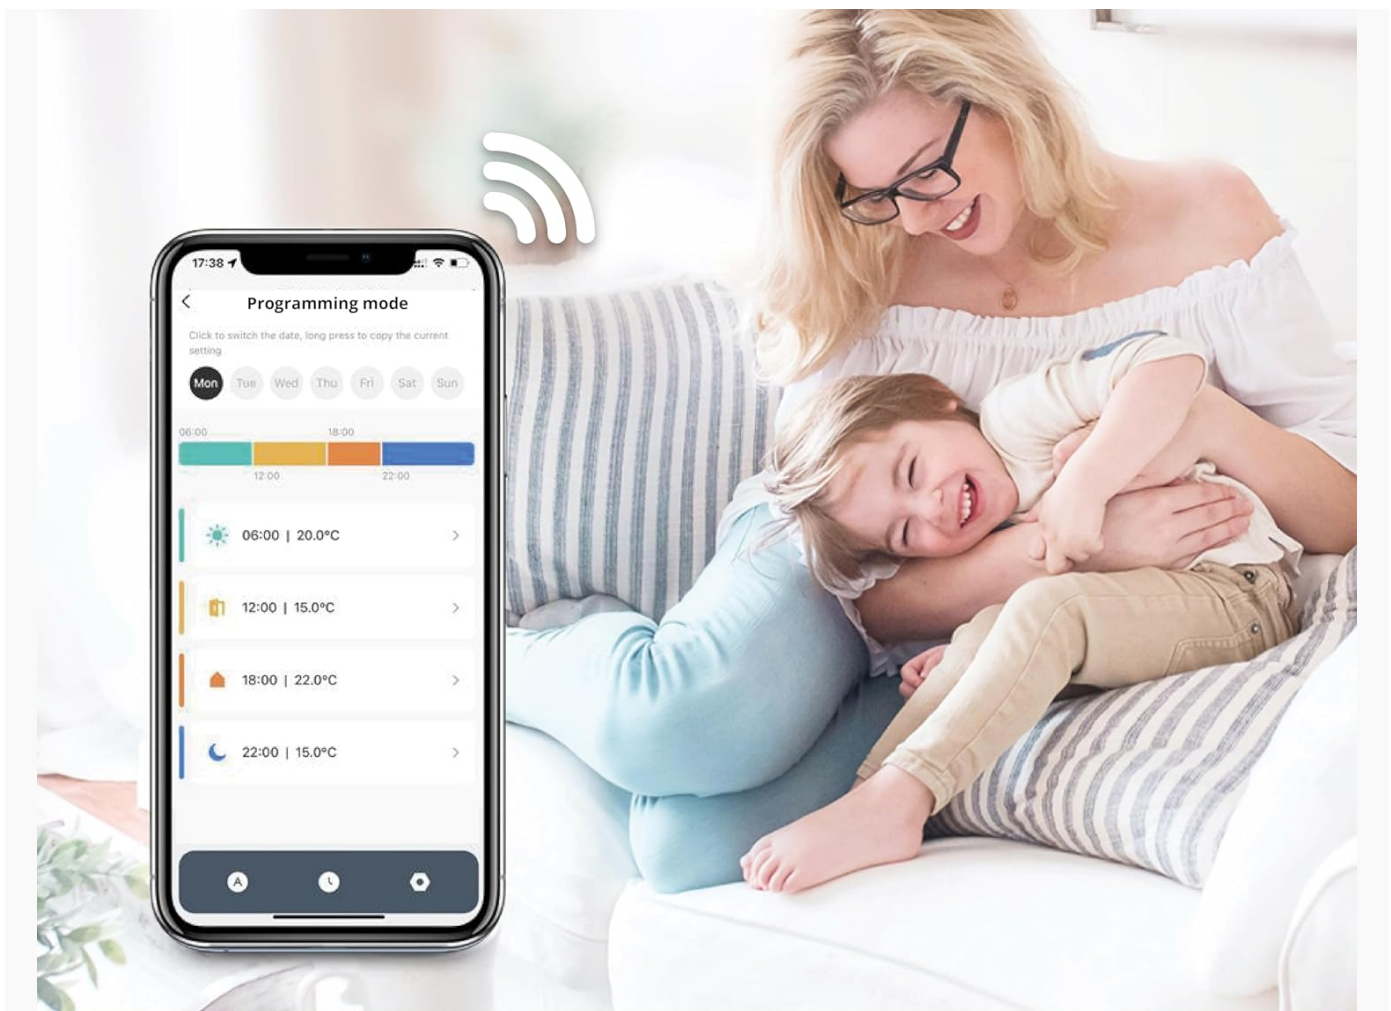 17:38
Programming mode
Click to switch the date, long press to copy the current
setting
Mon Tue Wed Thu Fri Sat Sun
06:00 18:00
12:00 22:00
06:00 | 20.0°C
12:00 | 15.0°C
18:00 | 22.0°C
22:00 | 15.0°C
A